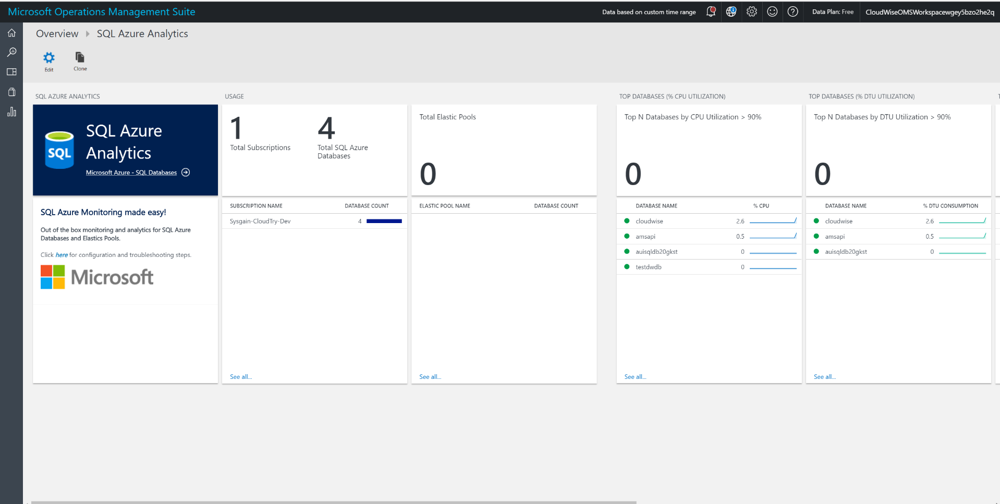 Microsoft Operations Management Suite
Data based on custom time range
Data Plan: Free
CloudWiseOMSWorkspacewgey5bzo2he2q
Overview
SQL Azure Analytics
Edit
Clone
SQL AZURE ANALYTICS
SQL
SQL Azure
Analytics
Microsoft Azure - SQL Databases
SQL Azure Monitoring made easy!
Out of the box monitoring and analytics for SQL Azure
Databases and Elastics Pools.
Click here for configuration and troubleshooting steps.
Microsoft
USAGE
1
Total Subscriptions
4
Total SQL Azure
Databases
SUBSCRIPTION NAME DATABASE COUNT
Sysgain-CloudTry-Dev 4
See all...
Total Elastic Pools
0
ELASTIC POOL NAME DATABASE COUNT
See all...
TOP DATABASES (% CPU UTILIZATION)
Top N Databases by CPU Utilization > 90%
0
DATABASE NAME % CPU
cloudwise 2.6
amsapi 0.5
auisqldb20gkst 0
testdwdb 0
See all...
TOP DATABASES (% DTU UTILIZATION)
Top N Databases by DTU Utilization > 90%
0
DATABASE NAME % DTU CONSUMPTION
cloudwise 2.6
amsapi 0.5
auisqldb20gkst 0
See all...